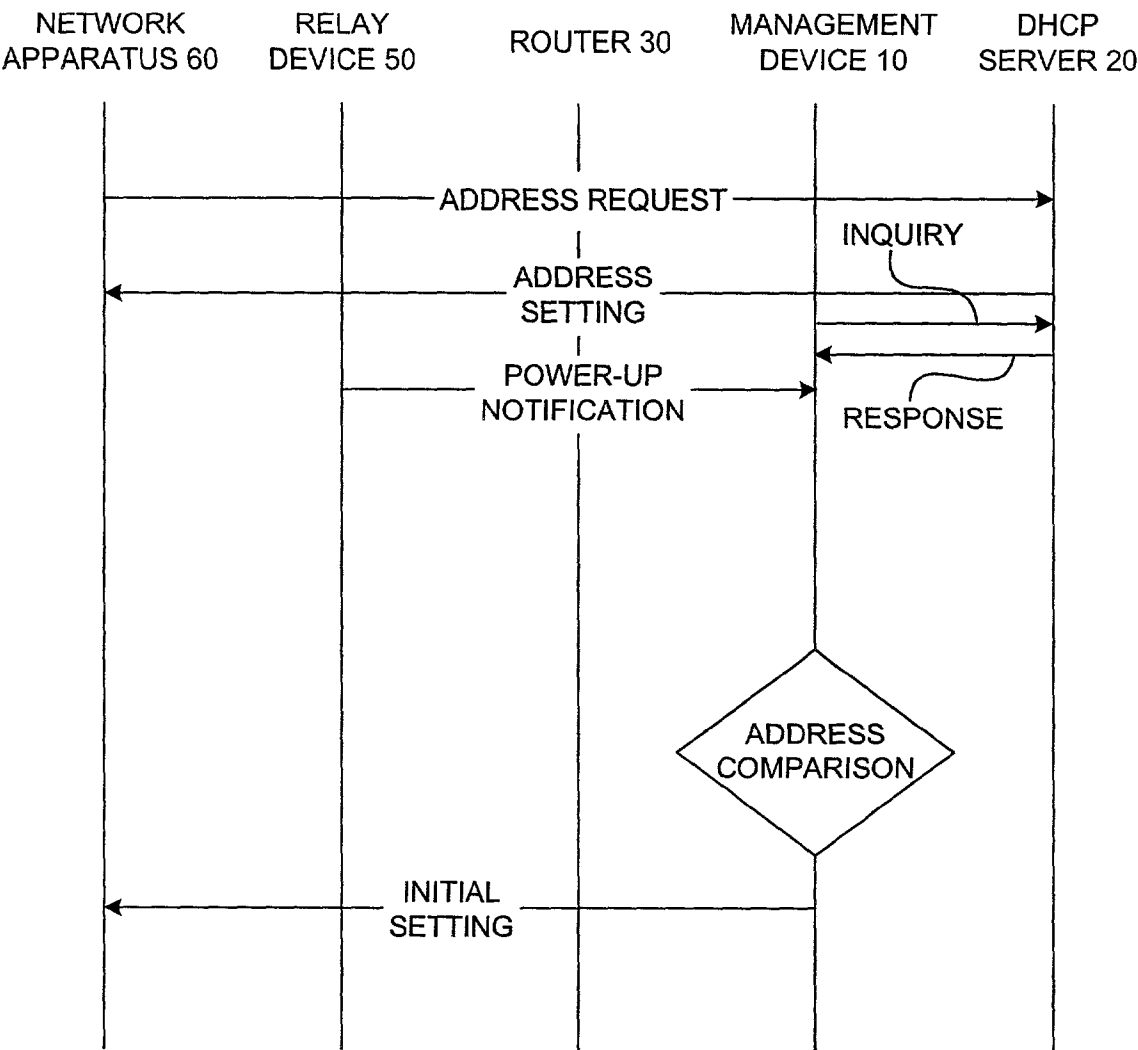 NETWORK
APPARATUS 60
RELAY
DEVICE 50
ROUTER 30
MANAGEMENT
DEVICE 10
DHCP
SERVER 20
ADDRESS REQUEST
INQUIRY
ADDRESS
SETTING
POWER-UP
NOTIFICATION
RESPONSE
ADDRESS
COMPARISON
INITIAL
SETTING